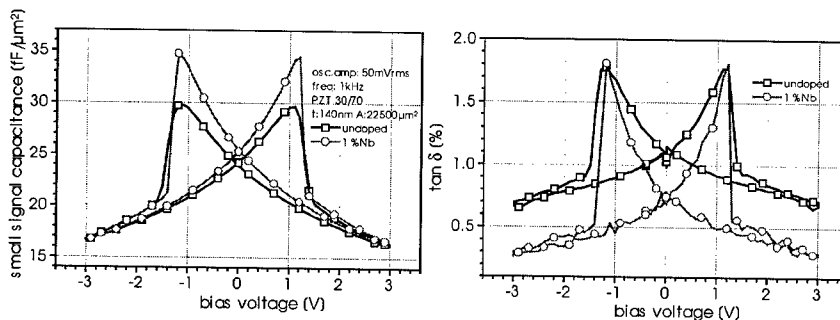 small signal capacitance (fF/µm²)
35
30
25
20
15
osc.amp: 50mVrms
freq: 1kHz
PZT 30/70
t:140nm A:22500µm²
undoped
1 %Nb
-3 -2 -1 0 1 2 3
bias voltage (V)
tan δ (%)
2.0
1.5
1.0
0.5
undoped
1 %Nb
-3 -2 -1 0 1 2 3
bias voltage (V)